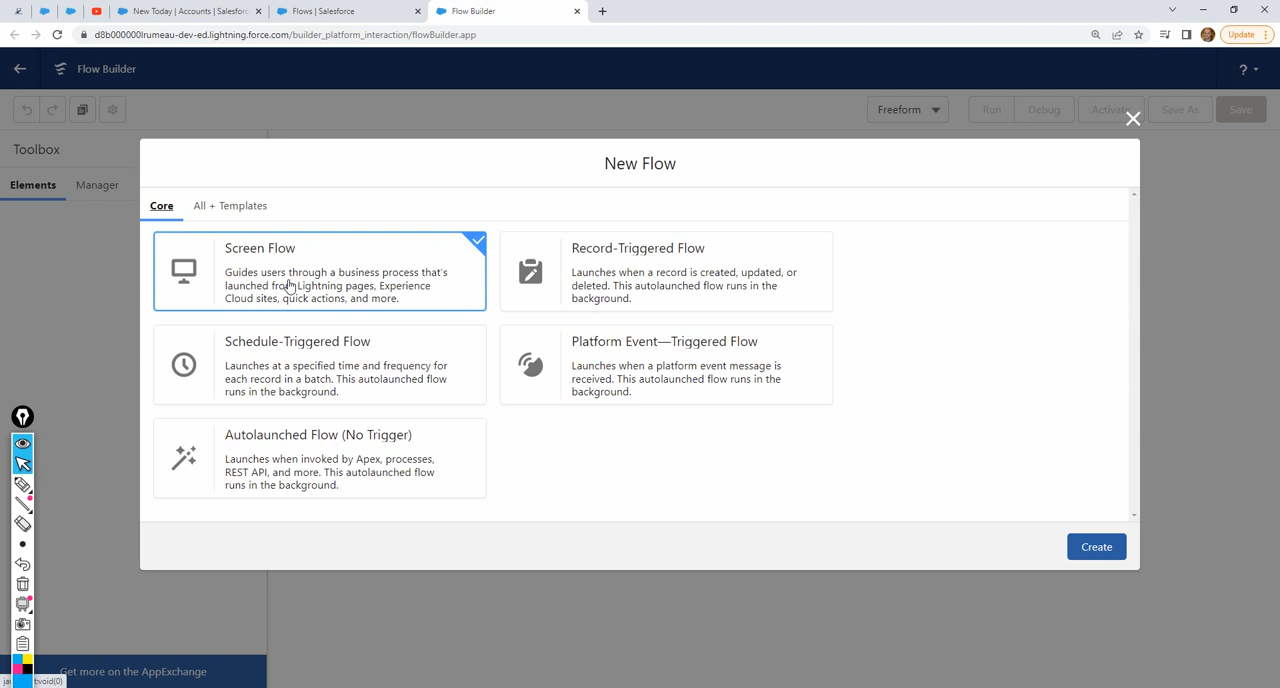 New Today | Accounts | Salesforc
Flows | Salesforce
Flow Builder
d8b000000lrumeau-dev-ed.lightning.force.com/builder_platform_interaction/flowBuilder.app
Update
Flow Builder
?
Freeform
Run
Debug
Activate
Save As
Save
Toolbox
Elements
Manager
New Flow
Core
All + Templates
Screen Flow
Guides users through a business process that's
launched from Lightning pages, Experience
Cloud sites, quick actions, and more.
Record-Triggered Flow
Launches when a record is created, updated, or
deleted. This autolaunched flow runs in the
background.
Schedule-Triggered Flow
Launches at a specified time and frequency for
each record in a batch. This autolaunched flow
runs in the background.
Platform Event—Triggered Flow
Launches when a platform event message is
received. This autolaunched flow runs in the
background.
Autolaunched Flow (No Trigger)
Launches when invoked by Apex, processes,
REST API, and more. This autolaunched flow
runs in the background.
Create
Get more on the AppExchange